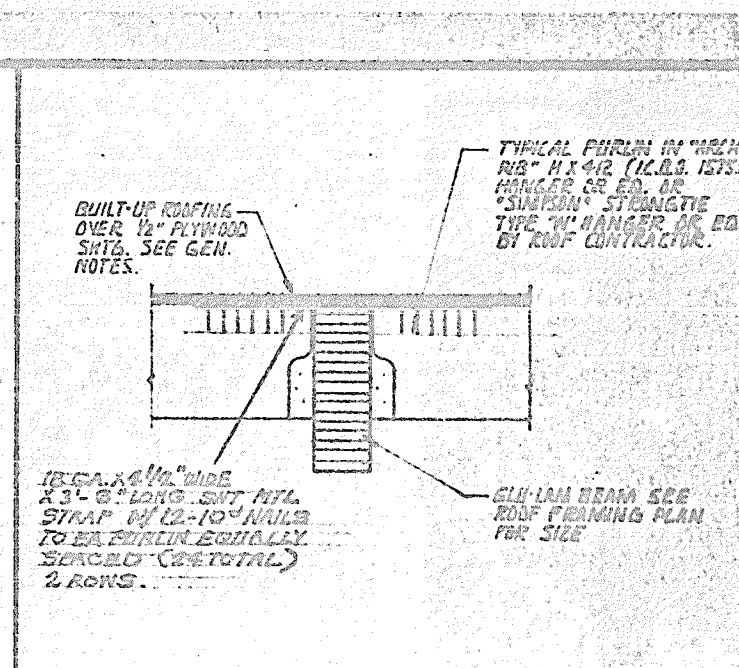 TYPICAL PURLIN IN "ARCH
RIB" H X 412 (I.C.B.O. 1575
HANGER OR EQ. OR
"SIMPSON" STRONGTIE
TYPE "W" HANGER OR EQ
BY ROOF CONTRACTOR.
BUILT-UP ROOFING
OVER 1/2" PLYWOOD
SHTG. SEE GEN.
NOTES.
18 GA. X 4 1/2" WIDE
LONG SHT MTL
STRAP W/ 12-10d NAILS
TO EA PURLIN EQUALLY
SPACED (24 TOTAL)
2 ROWS.
GLU-LAM BEAM SEE
ROOF FRAMING PLAN
FOR SIZE